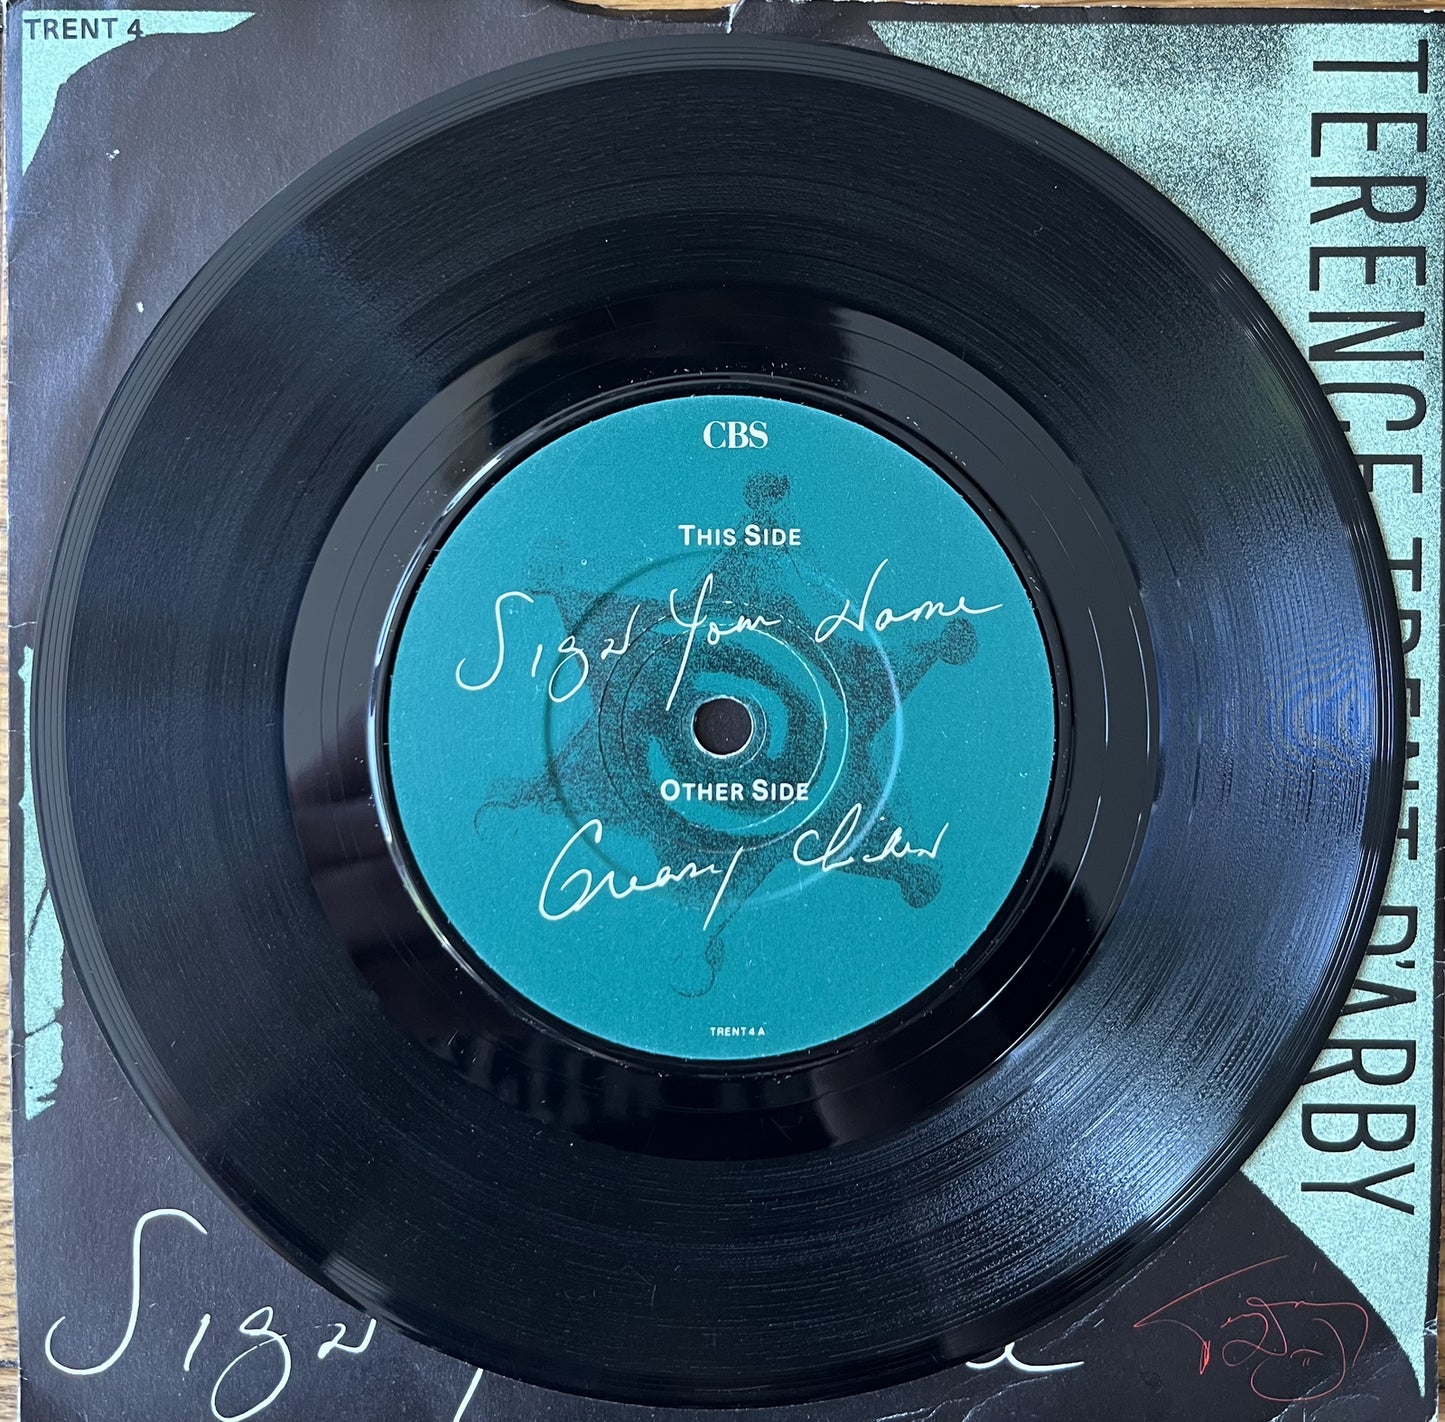 TRENT 4
TERENCE TRENT D'ARBY
CBS
THIS SIDE
Sign Your Name
OTHER SIDE
Greasy Chicken
TRENT 4 A
Sign